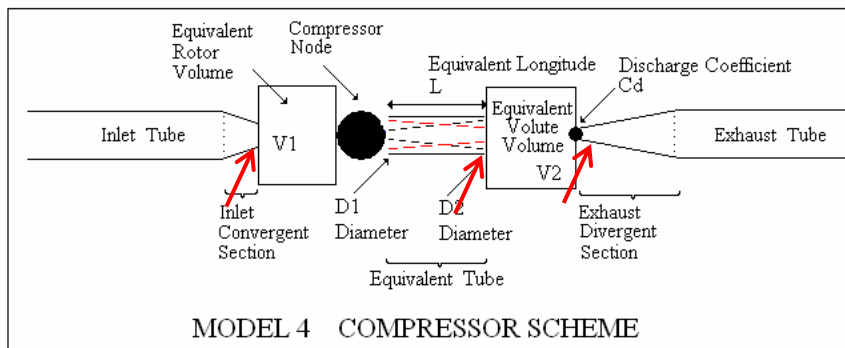 Equivalent
Rotor
Volume
Compressor
Node
Equivalent Longitude
L
Discharge Coefficient
Cd
Inlet Tube
V1
Equivalent
Volute
Volume
V2
Exhaust Tube
Inlet
Convergent
Section
D1
Diameter
D2
Diameter
Exhaust
Divergent
Section
Equivalent Tube
MODEL 4 COMPRESSOR SCHEME